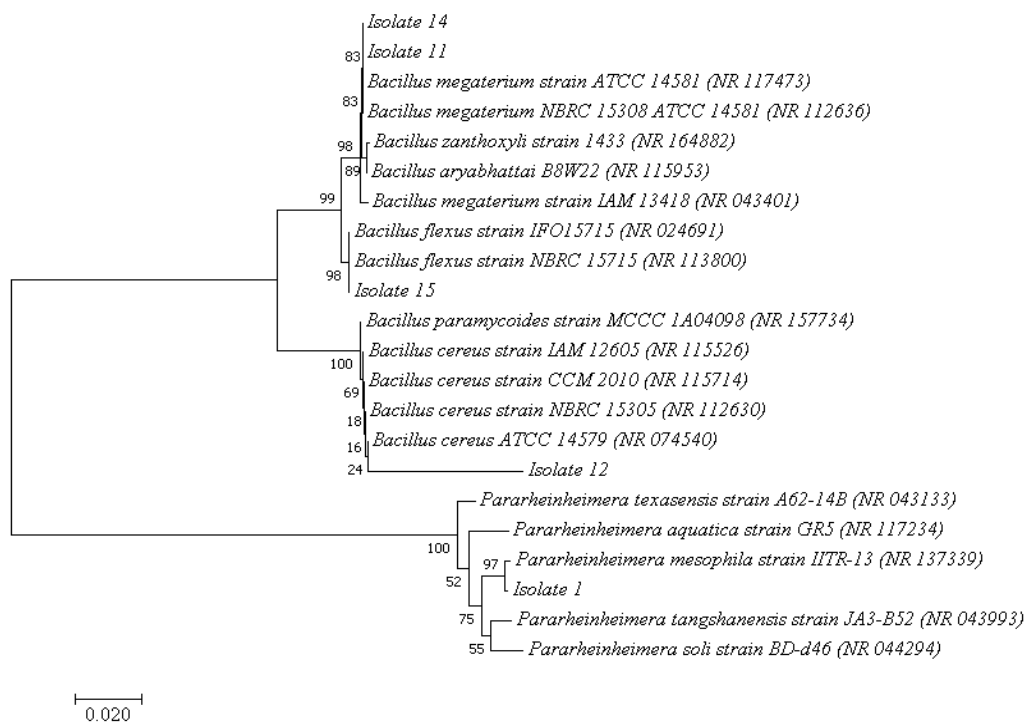 Isolate 14
Isolate 11
83
Bacillus megaterium strain ATCC 14581 (NR 117473)
83
Bacillus megaterium NBRC 15308 ATCC 14581 (NR 112636)
Bacillus zanthoxyli strain 1433 (NR 164882)
98
89
Bacillus aryabhattai B8W22 (NR 115953)
99
Bacillus megaterium strain IAM 13418 (NR 043401)
Bacillus flexus strain IFO15715 (NR 024691)
Bacillus flexus strain NBRC 15715 (NR 113800)
98
Isolate 15
Bacillus paramycoides strain MCCC 1A04098 (NR 157734)
Bacillus cereus strain IAM 12605 (NR 115526)
100
Bacillus cereus strain CCM 2010 (NR 115714)
69
Bacillus cereus strain NBRC 15305 (NR 112630)
18
Bacillus cereus ATCC 14579 (NR 074540)
16
24
Isolate 12
Pararheinheimera texasensis strain A62-14B (NR 043133)
Pararheinheimera aquatica strain GR5 (NR 117234)
100
Pararheinheimera mesophila strain IITR-13 (NR 137339)
97
52
Isolate 1
75
Pararheinheimera tangshanensis strain JA3-B52 (NR 043993)
55
Pararheinheimera soli strain BD-d46 (NR 044294)
0.020